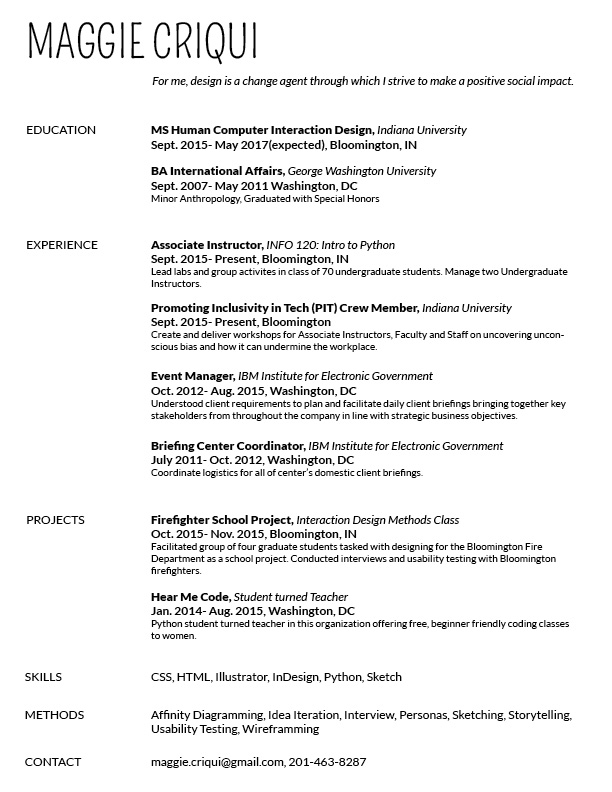 MAGGIE CRIQUI
For me, design is a change agent through which I strive to make a positive social impact.
EDUCATION
MS Human Computer Interaction Design, Indiana University
Sept. 2015- May 2017(expected), Bloomington, IN
BA International Affairs, George Washington University
Sept. 2007- May 2011 Washington, DC
Minor Anthropology, Graduated with Special Honors
EXPERIENCE
Associate Instructor, INFO 120: Intro to Python
Sept. 2015- Present, Bloomington, IN
Lead labs and group activites in class of 70 undergraduate students. Manage two Undergraduate
Instructors.
Promoting Inclusivity in Tech (PIT) Crew Member, Indiana University
Sept. 2015- Present, Bloomington
Create and deliver workshops for Associate Instructors, Faculty and Staff on uncovering uncon-
scious bias and how it can undermine the workplace.
Event Manager, IBM Institute for Electronic Government
Oct. 2012- Aug. 2015, Washington, DC
Understood client requirements to plan and facilitate daily client briefings bringing together key
stakeholders from throughout the company in line with strategic business objectives.
Briefing Center Coordinator, IBM Institute for Electronic Government
July 2011- Oct. 2012, Washington, DC
Coordinate logistics for all of center's domestic client briefings.
PROJECTS
Firefighter School Project, Interaction Design Methods Class
Oct. 2015- Nov. 2015, Bloomington, IN
Facilitated group of four graduate students tasked with designing for the Bloomington Fire
Department as a school project. Conducted interviews and usability testing with Bloomington
firefighters.
Hear Me Code, Student turned Teacher
Jan. 2014- Aug. 2015, Washington, DC
Python student turned teacher in this organization offering free, beginner friendly coding classes
to women.
SKILLS
CSS, HTML, Illustrator, InDesign, Python, Sketch
METHODS
Affinity Diagramming, Idea Iteration, Interview, Personas, Sketching, Storytelling,
Usability Testing, Wireframming
CONTACT
maggie.criqui@gmail.com, 201-463-8287